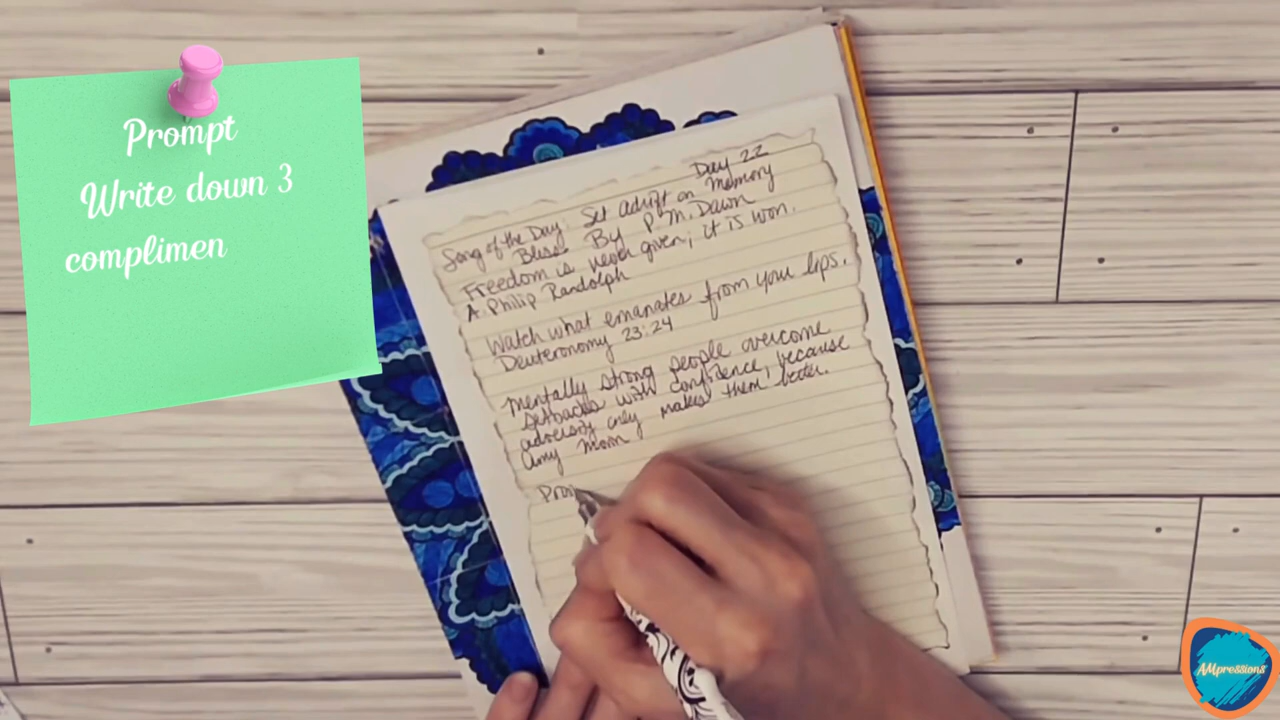 Prompt
Write down 3
complimen
Day 22
Song of the Day: Set Adrift on Memory
Bliss By P.M. Dawn
Freedom is never given; it is won.
A. Philip Randolph
Watch what emanates from your lips.
Deuteronomy 23:24
Mentally strong people overcome
setbacks with confidence, because
adversity only makes them better.
Amy Morin
Prom
AMpressions